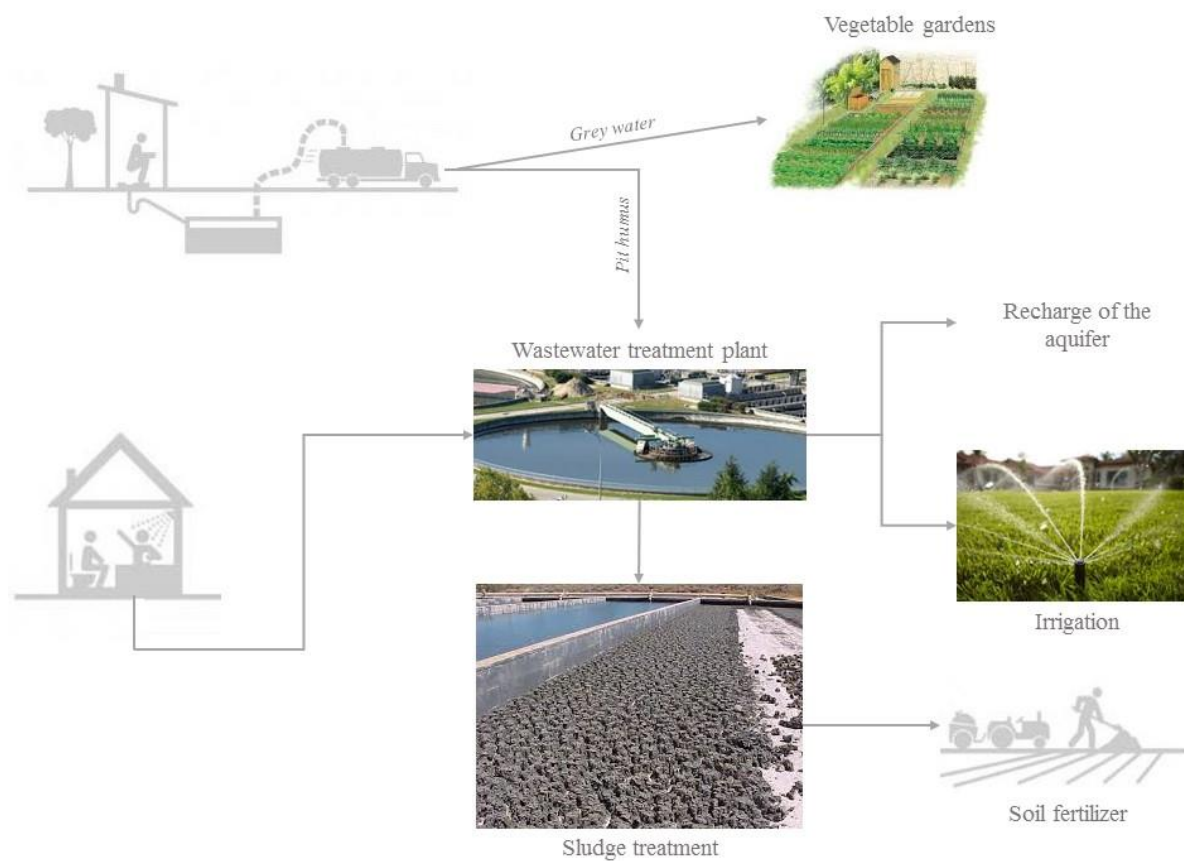 Vegetable gardens
Grey water
Pit humus
Recharge of the
aquifer
Wastewater treatment plant
Irrigation
Soil fertilizer
Sludge treatment